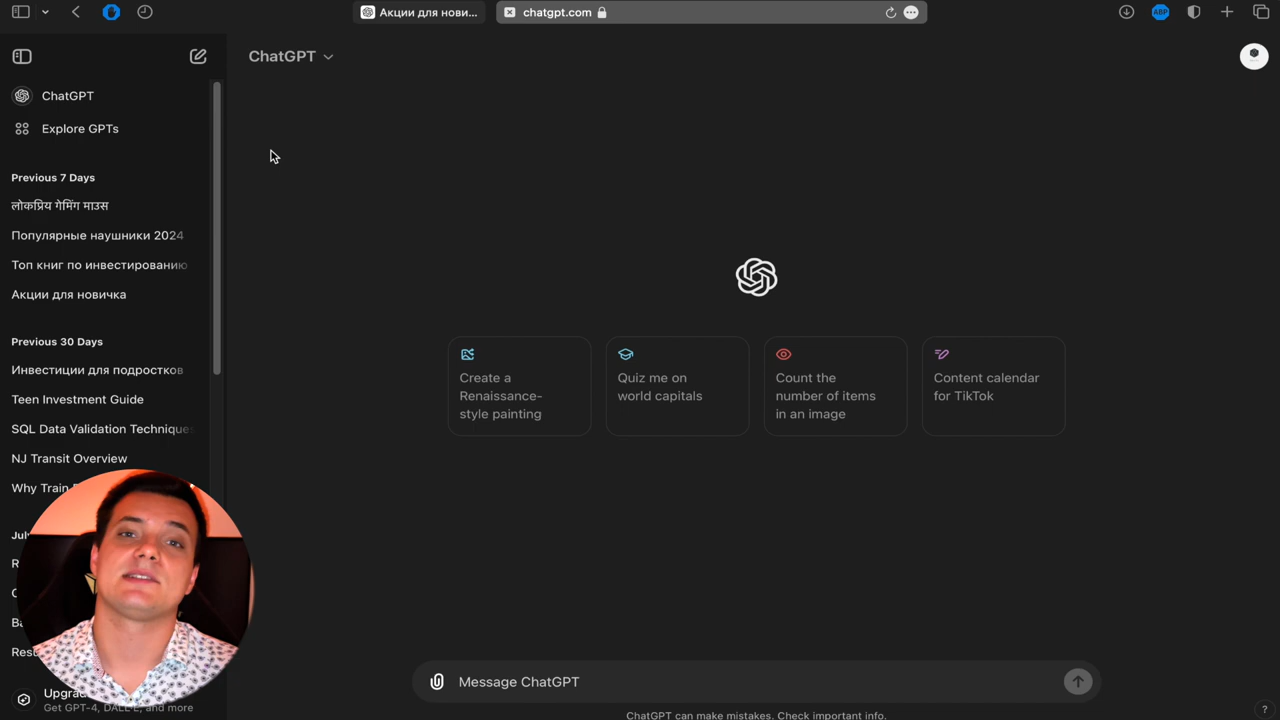 Акции для нови...
chatgpt.com
ABP
ChatGPT
ChatGPT
Explore GPTs
Previous 7 Days
लोकप्रिय गेमिंग माउस
Популярные наушники 2024
Топ книг по инвестированию
Акции для новичка
Previous 30 Days
Инвестиции для подростков
Teen Investment Guide
SQL Data Validation Techniques
NJ Transit Overview
Why Train
Create a
Renaissance-
style painting
Quiz me on
world capitals
Count the
number of items
in an image
Content calendar
for TikTok
Get GPT-4, DALL·E, and more
Message ChatGPT
ChatGPT can make mistakes. Check important info.
?